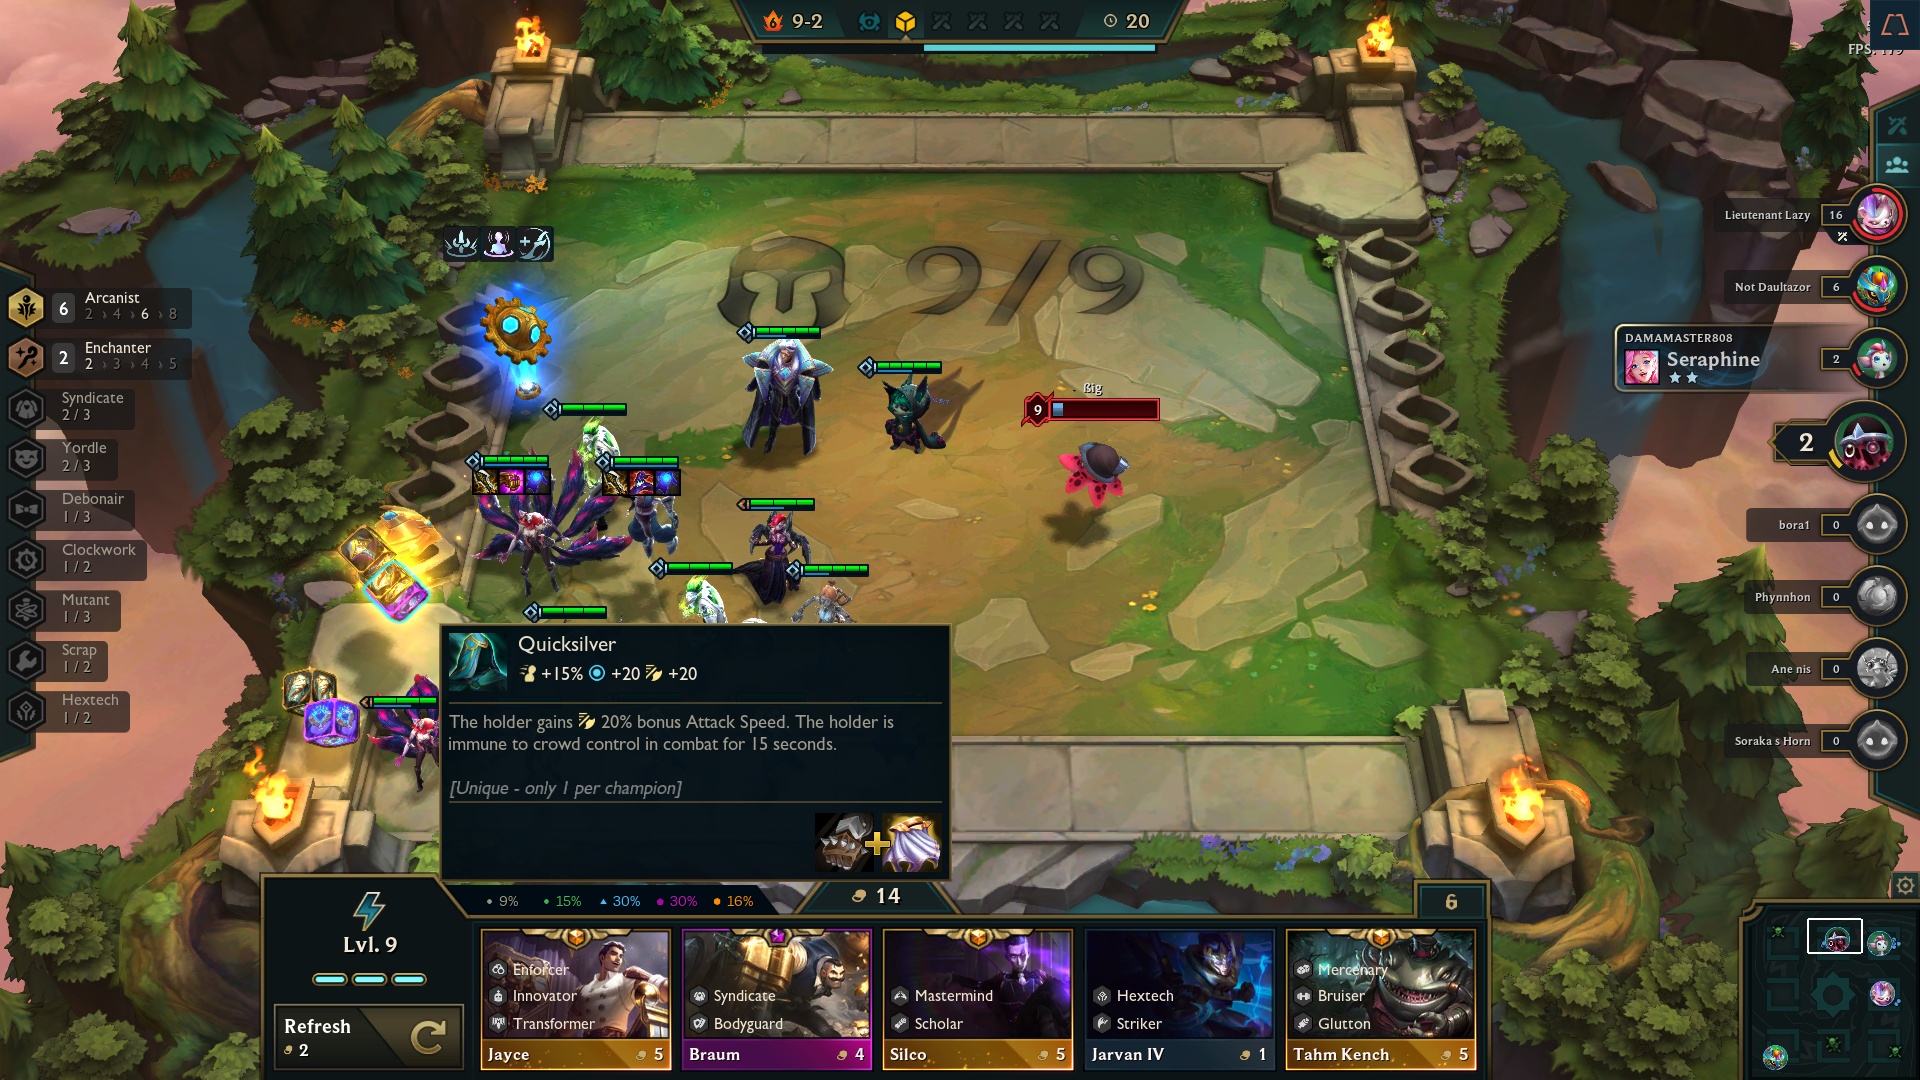 9-2
20
FPS:
Lieutenant Lazy
16
Not Daultazor
6
DAMAMASTER808
Seraphine
2
2
bora1
0
Phynnhon
0
Ane nis
0
Soraka s Horn
0
6
Arcanist
2 › 4 › 6 › 8
2
Enchanter
2 › 3 › 4 › 5
Syndicate
2 / 3
Yordle
2 / 3
Debonair
1 / 3
Clockwork
1 / 2
Mutant
1 / 3
Scrap
1 / 2
Hextech
1 / 2
9/9
Big
9
Quicksilver
+15% +20 +20
The holder gains 20% bonus Attack Speed. The holder is
immune to crowd control in combat for 15 seconds.
[Unique - only 1 per champion]
9% 15% 30% 30% 16%
14
6
Lvl. 9
Refresh
2
Enforcer
Innovator
Transformer
Jayce 5
Syndicate
Bodyguard
Braum 4
Mastermind
Scholar
Silco 5
Hextech
Striker
Jarvan IV 1
Mercenary
Bruiser
Glutton
Tahm Kench 5